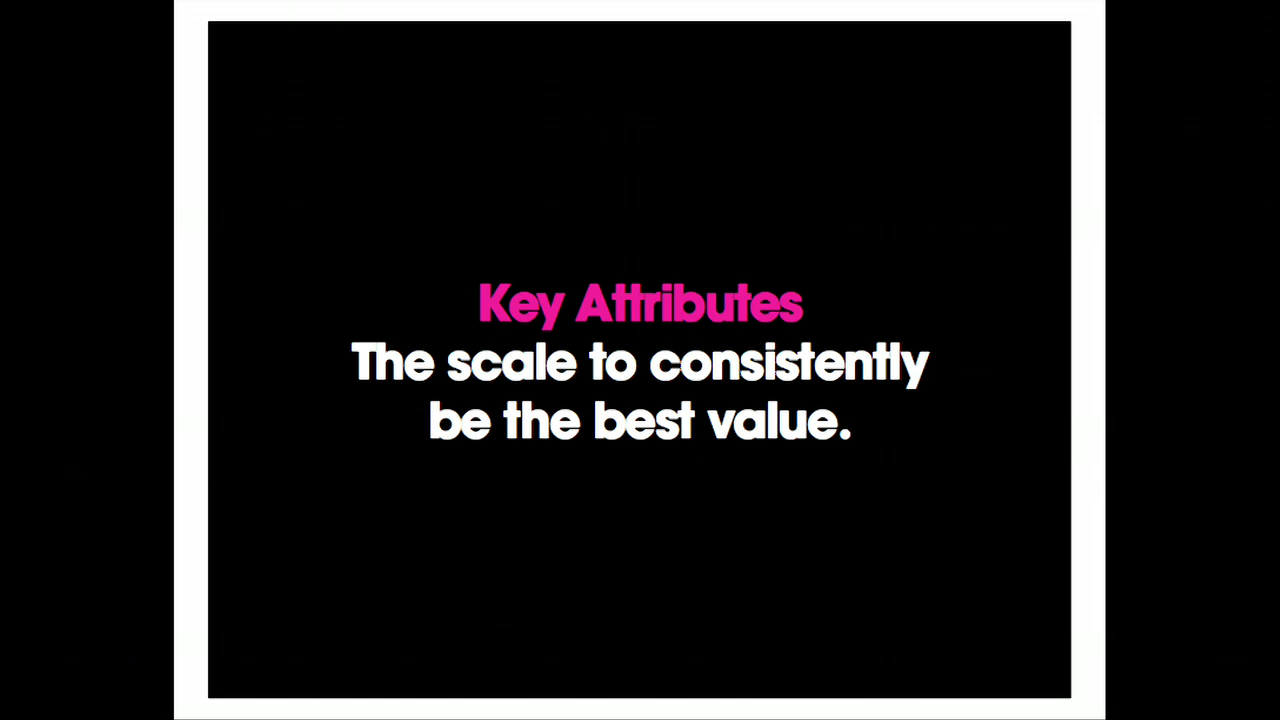 Key Attributes
The scale to consistently
be the best value.